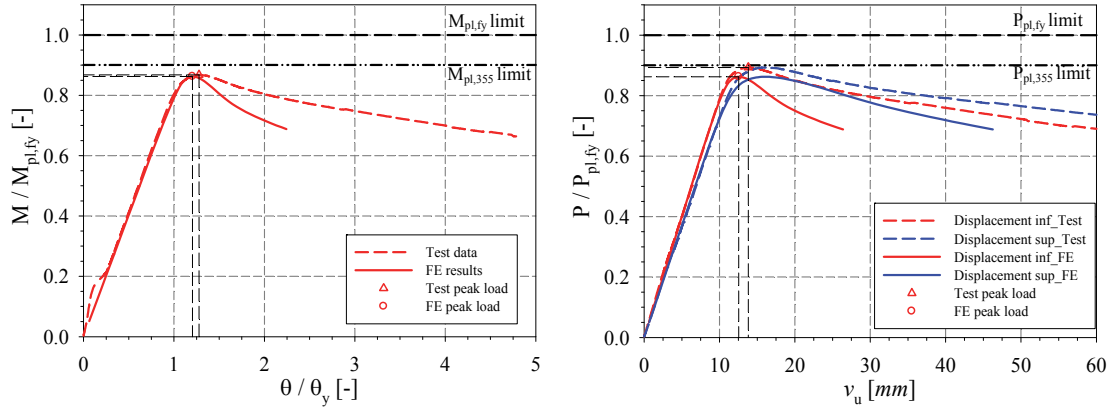 M / M_pl,fy [-]
1.0
0.8
0.6
0.4
0.2
0.0
M_pl,fy limit
M_pl,355 limit
Test data
FE results
Test peak load
FE peak load
0 1 2 3 4 5
θ / θ_y [-]
P / P_pl,fy [-]
1.0
0.8
0.6
0.4
0.2
0.0
P_pl,fy limit
P_pl,355 limit
Displacement inf_Test
Displacement sup_Test
Displacement inf_FE
Displacement sup_FE
Test peak load
FE peak load
0 10 20 30 40 50 60
v_u [mm]